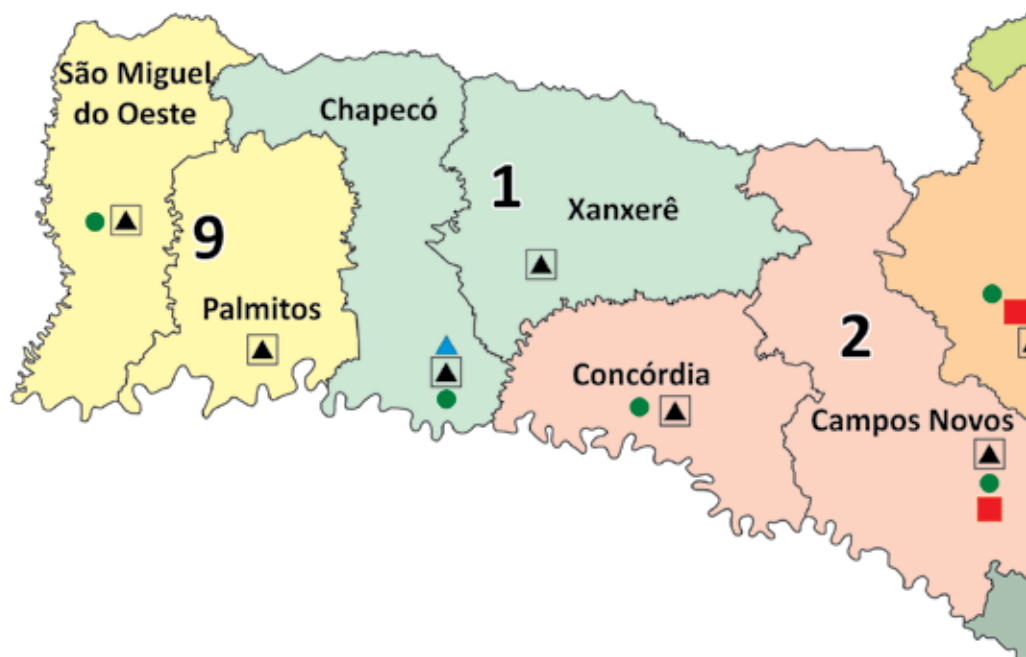 São Miguel
do Oeste
Chapecó
1
Xanxerê
9
Palmitos
2
Concórdia
Campos Novos